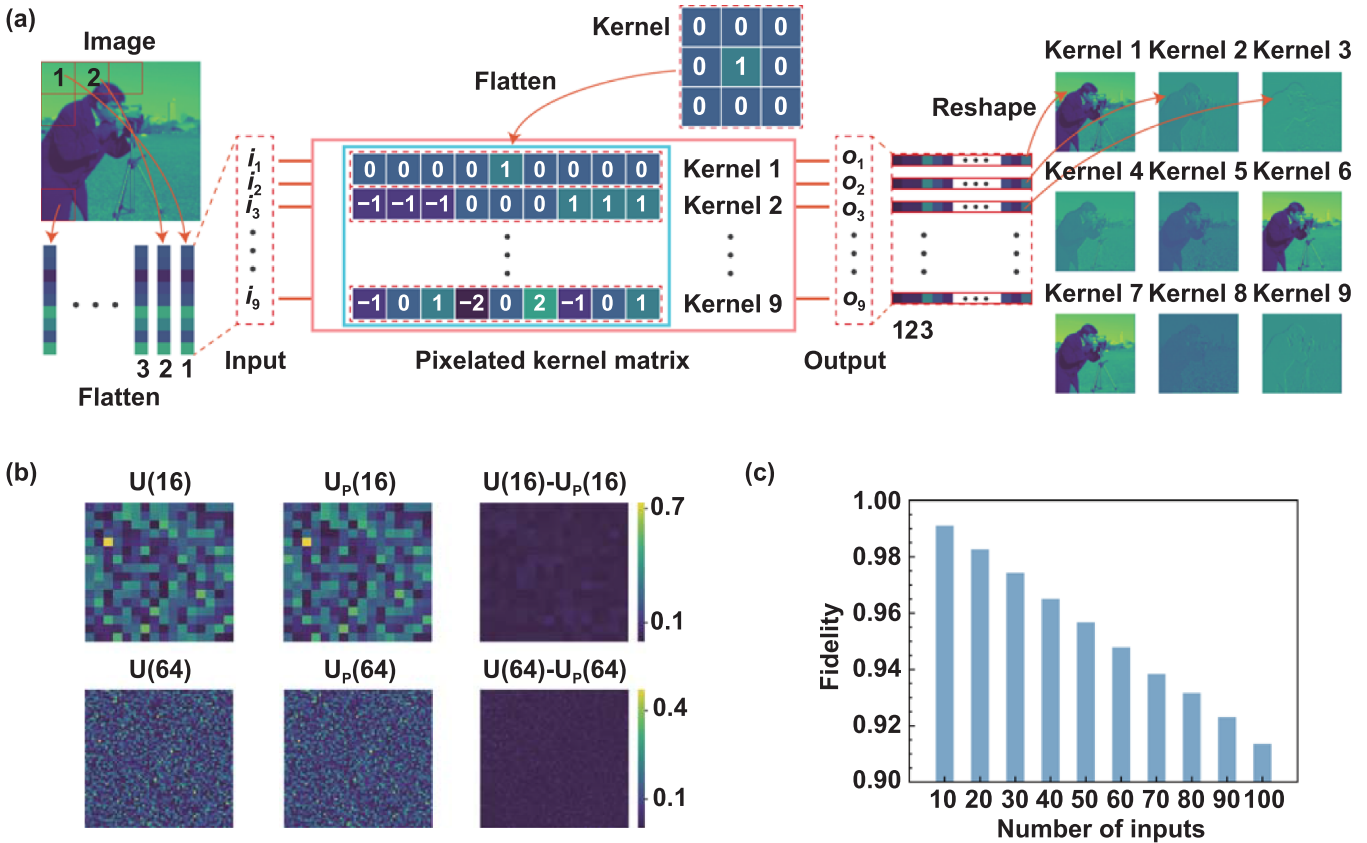 (a)
Image
1 2
Flatten
3 2 1
Flatten
Kernel
0 0 0
0 1 0
0 0 0
i1
i2
i3
i9
Input
0 0 0 0 1 0 0 0 0 Kernel 1
−1 −1 −1 0 0 0 1 1 1 Kernel 2
−1 0 1 −2 0 2 −1 0 1 Kernel 9
Pixelated kernel matrix
o1
o2
o3
o9
Output
123
Reshape
Kernel 1 Kernel 2 Kernel 3
Kernel 4 Kernel 5 Kernel 6
Kernel 7 Kernel 8 Kernel 9
(b)
U(16) UP(16) U(16)-UP(16)
0.7
0.1
U(64) UP(64) U(64)-UP(64)
0.4
0.1
(c)
1.00
0.98
0.96
0.94
0.92
0.90
Fidelity
10 20 30 40 50 60 70 80 90 100
Number of inputs